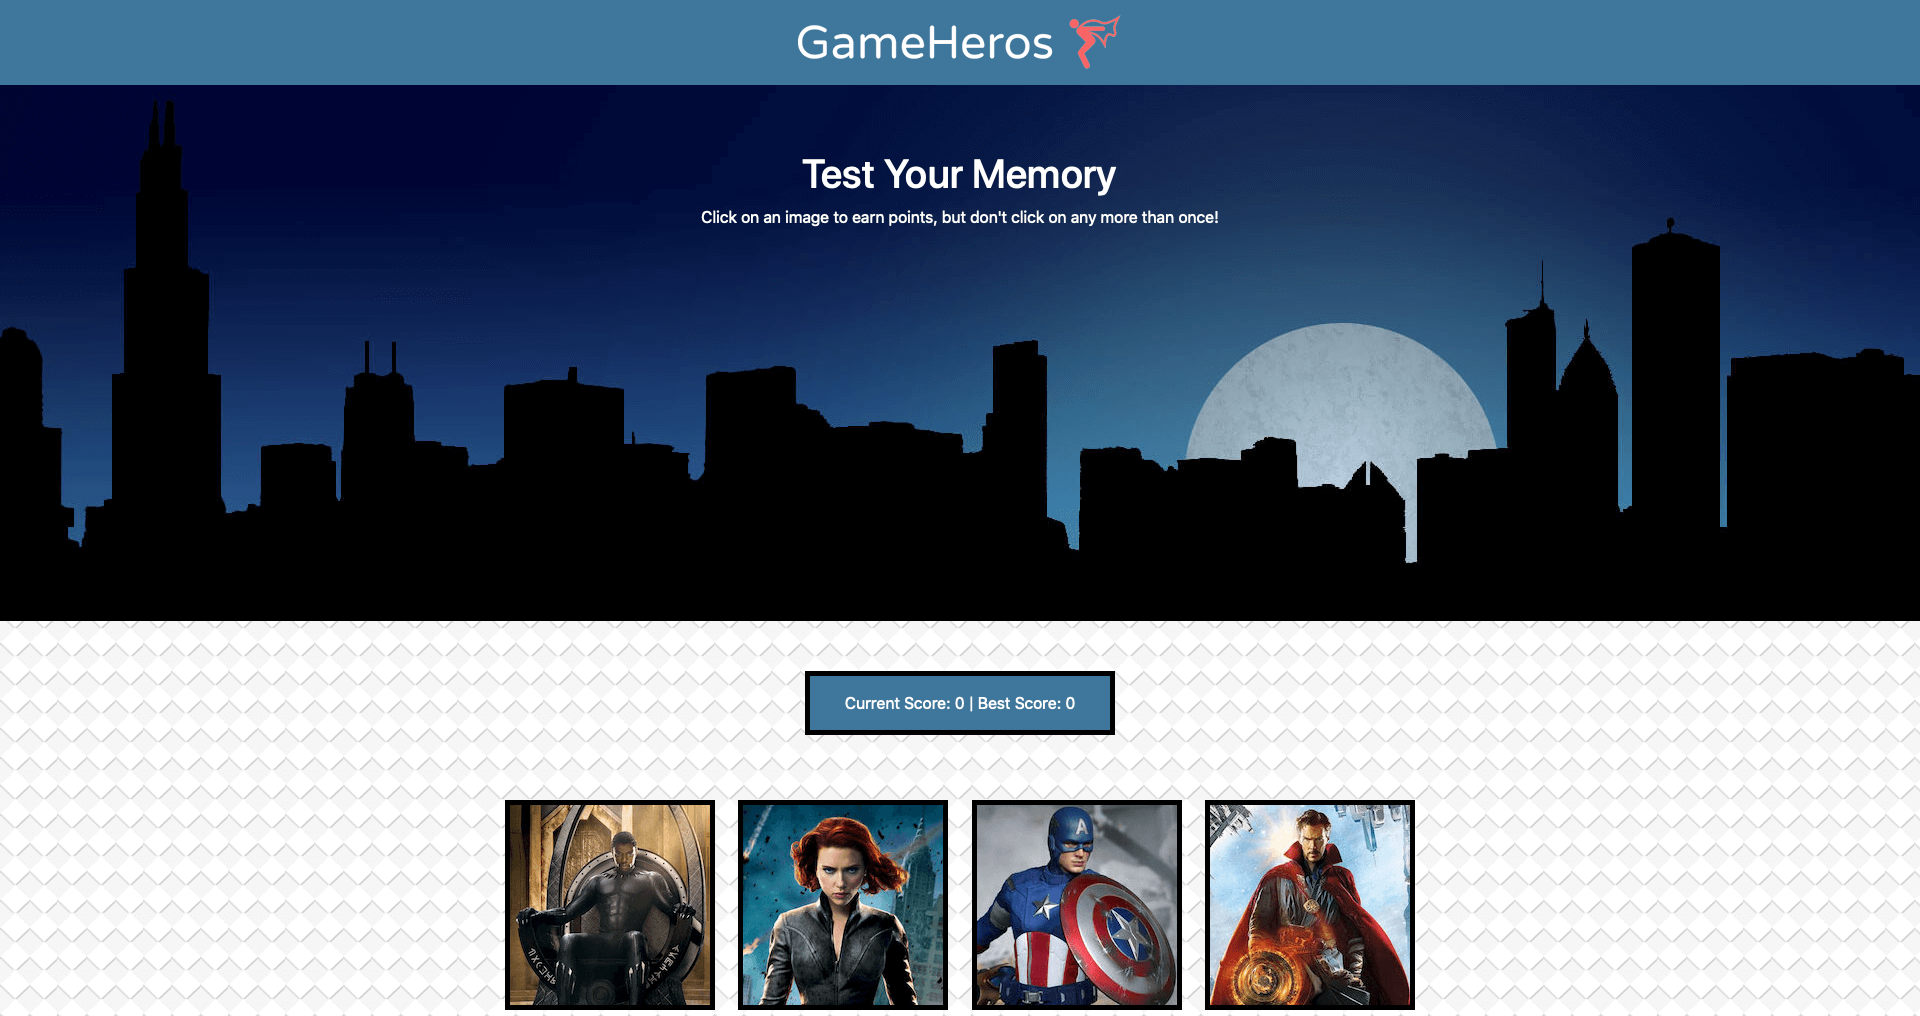 GameHeros
Test Your Memory
Click on an image to earn points, but don't click on any more than once!
Current Score: 0 | Best Score: 0
A